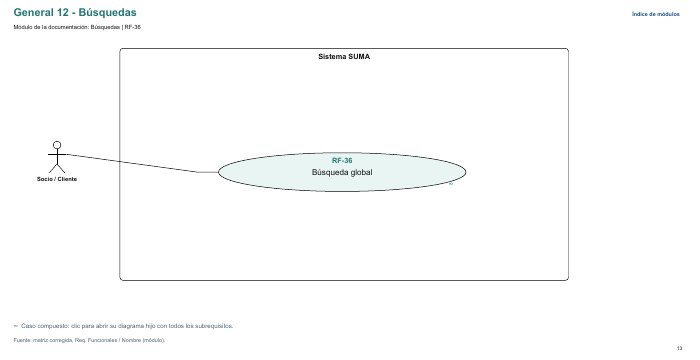 General 12 - Búsquedas
Índice de módulos
Módulo de la documentación: Búsquedas | RF-36
Sistema SUMA
RF-36
Búsqueda global
Socio / Cliente
Caso compuesto: clic para abrir su diagrama hijo con todos los subrequisitos.
Fuente: matriz corregida, Req. Funcionales / Nombre (módulo).
13